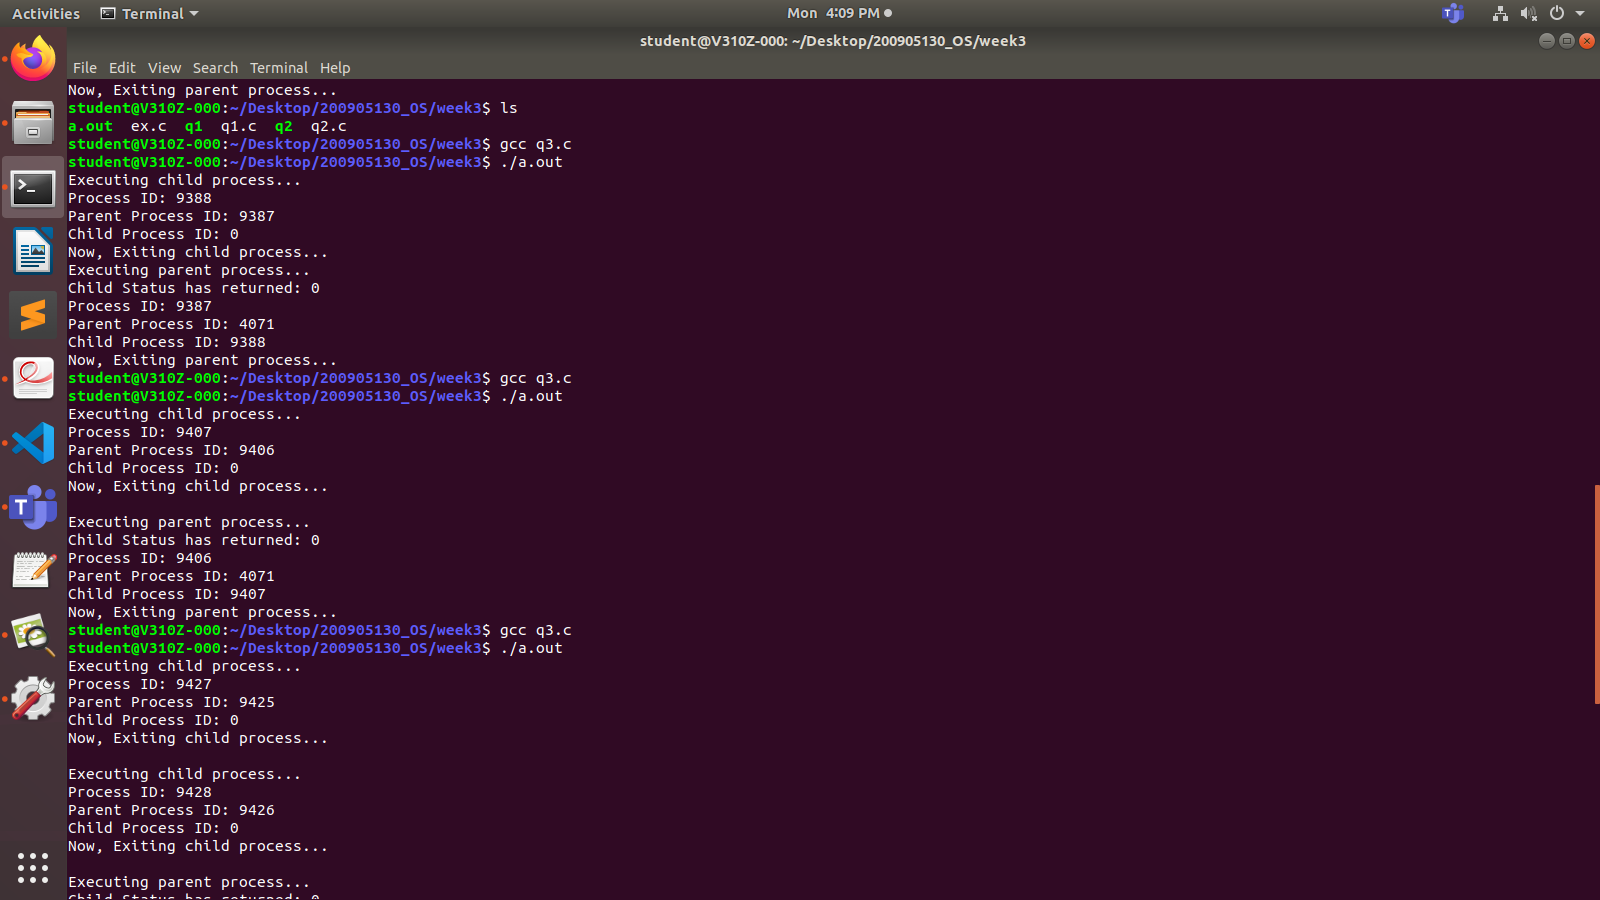 Activities Terminal Mon 4:09 PM
student@V310Z-000: ~/Desktop/200905130_OS/week3
File Edit View Search Terminal Help
Now, Exiting parent process...
student@V310Z-000:~/Desktop/200905130_OS/week3$ ls
a.out ex.c q1 q1.c q2 q2.c
student@V310Z-000:~/Desktop/200905130_OS/week3$ gcc q3.c
student@V310Z-000:~/Desktop/200905130_OS/week3$ ./a.out
Executing child process...
Process ID: 9388
Parent Process ID: 9387
Child Process ID: 0
Now, Exiting child process...
Executing parent process...
Child Status has returned: 0
Process ID: 9387
Parent Process ID: 4071
Child Process ID: 9388
Now, Exiting parent process...
student@V310Z-000:~/Desktop/200905130_OS/week3$ gcc q3.c
student@V310Z-000:~/Desktop/200905130_OS/week3$ ./a.out
Executing child process...
Process ID: 9407
Parent Process ID: 9406
Child Process ID: 0
Now, Exiting child process...
Executing parent process...
Child Status has returned: 0
Process ID: 9406
Parent Process ID: 4071
Child Process ID: 9407
Now, Exiting parent process...
student@V310Z-000:~/Desktop/200905130_OS/week3$ gcc q3.c
student@V310Z-000:~/Desktop/200905130_OS/week3$ ./a.out
Executing child process...
Process ID: 9427
Parent Process ID: 9425
Child Process ID: 0
Now, Exiting child process...
Executing child process...
Process ID: 9428
Parent Process ID: 9426
Child Process ID: 0
Now, Exiting child process...
Executing parent process...
Child Status has returned: 0